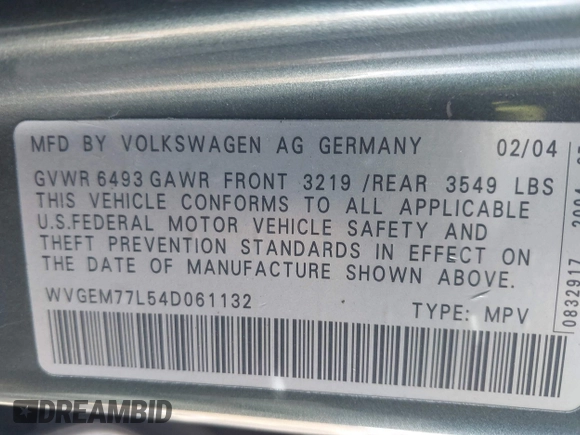 MFD BY VOLKSWAGEN AG GERMANY 02/04
GVWR 6493 GAWR FRONT 3219 /REAR 3549 LBS
THIS VEHICLE CONFORMS TO ALL APPLICABLE
U.S.FEDERAL MOTOR VEHICLE SAFETY AND
THEFT PREVENTION STANDARDS IN EFFECT ON
THE DATE OF MANUFACTURE SHOWN ABOVE.
WVGEM77L54D061132 TYPE: MPV
0832917
DREAMBID